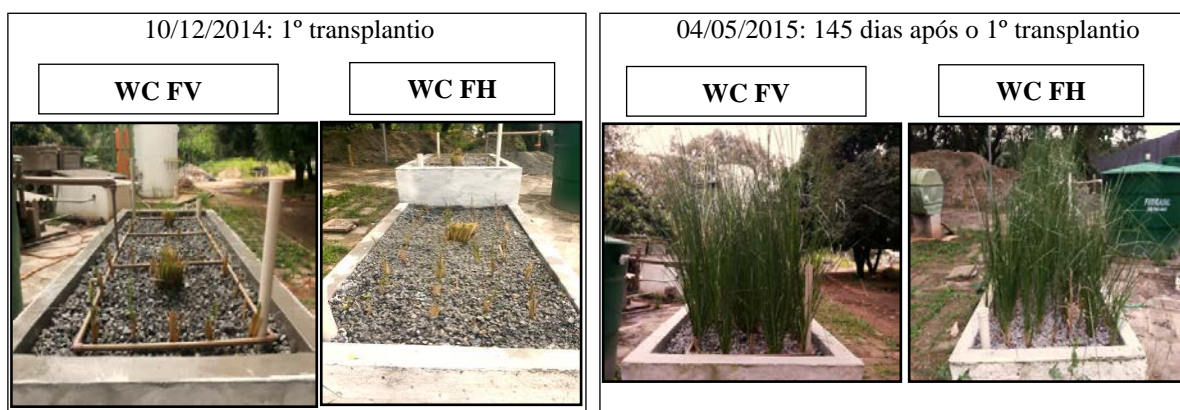 10/12/2014: 1º transplantio
WC FV
WC FH
04/05/2015: 145 dias após o 1º transplantio
WC FV
WC FH